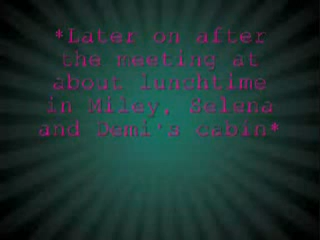 *Later on after
the meeting at
about lunchtime
in Miley, Selena
and Demi's cabin*